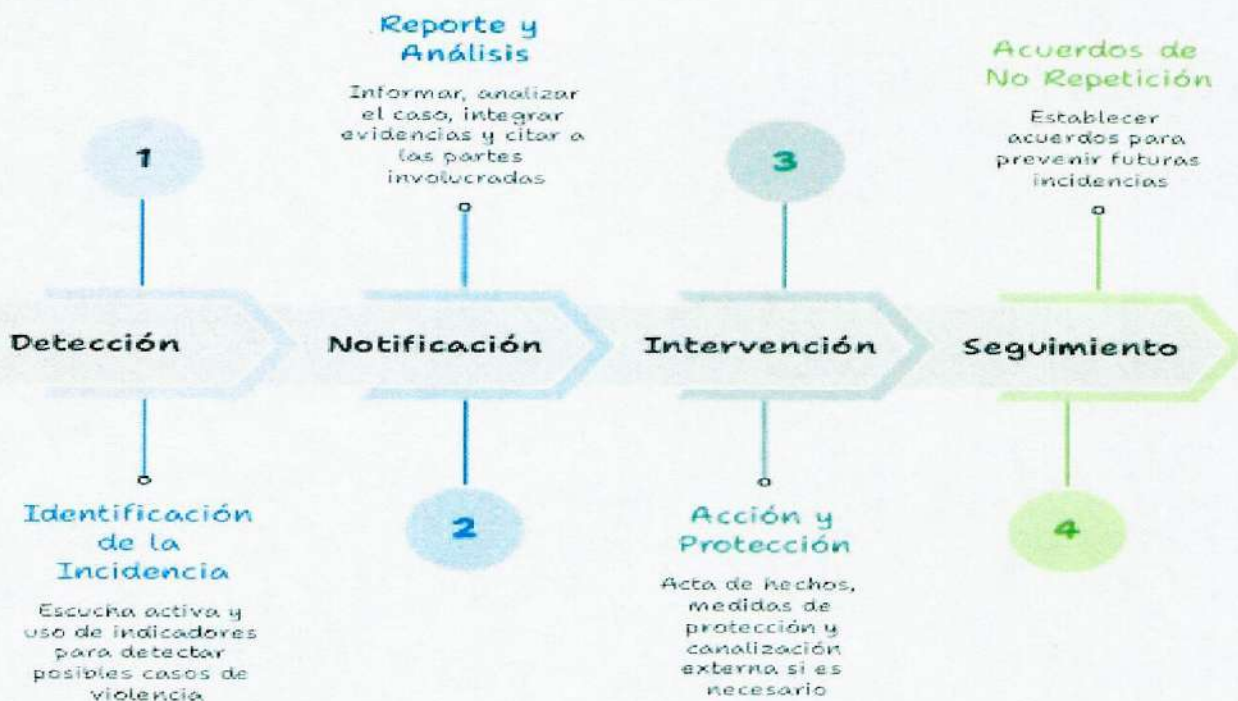 1
Detección
Identificación
de la
Incidencia
Escucha activa y
uso de indicadores
para detectar
posibles casos de
violencia
Reporte y
Análisis
Informar, analizar
el caso, integrar
evidencias y citar a
las partes
involucradas
Notificación
2
3
Intervención
Acción y
Protección
Acta de hechos,
medidas de
protección y
canalización
externa si es
necesario
Acuerdos de
No Repetición
Establecer
acuerdos para
prevenir futuras
incidencias
Seguimiento
4